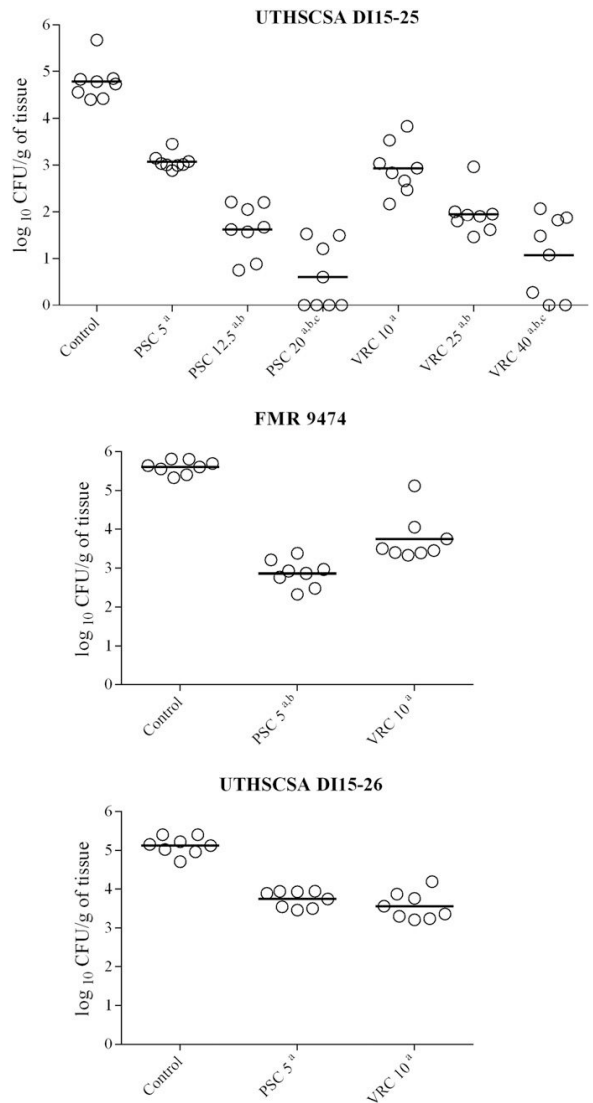 UTHSCSA DI15-25
log 10 CFU/g of tissue
6
5
4
3
2
1
0
Control
PSC 5 a
PSC 12.5 a,b
PSC 20 a,b,c
VRC 10 a
VRC 25 a,b
VRC 40 a,b,c
FMR 9474
log 10 CFU/g of tissue
6
5
4
3
2
1
0
Control
PSC 5 a,b
VRC 10 a
UTHSCSA DI15-26
log 10 CFU/g of tissue
6
5
4
3
2
1
0
Control
PSC 5 a
VRC 10 a